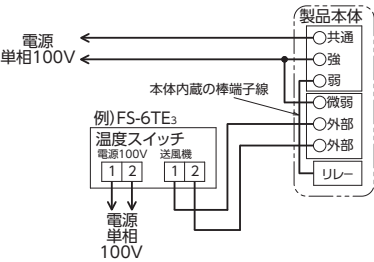 製品本体
共通
強
弱
微弱
外部
外部
リレー
電源
単相100V
本体内蔵の棒端子線
例)FS-6TE3
温度スイッチ
電源100V 送風機
1 2 1 2
電源
単相
100V